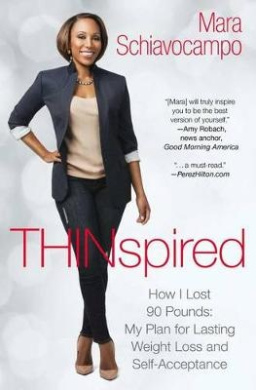 Mara
Schiavocampo
"[Mara] will truly inspire
you to be the best
version of yourself."
—Amy Robach,
news anchor,
Good Morning America
"...a must-read."
—PerezHilton.com
THINspired
How I Lost
90 Pounds:
My Plan for Lasting
Weight Loss and
Self-Acceptance